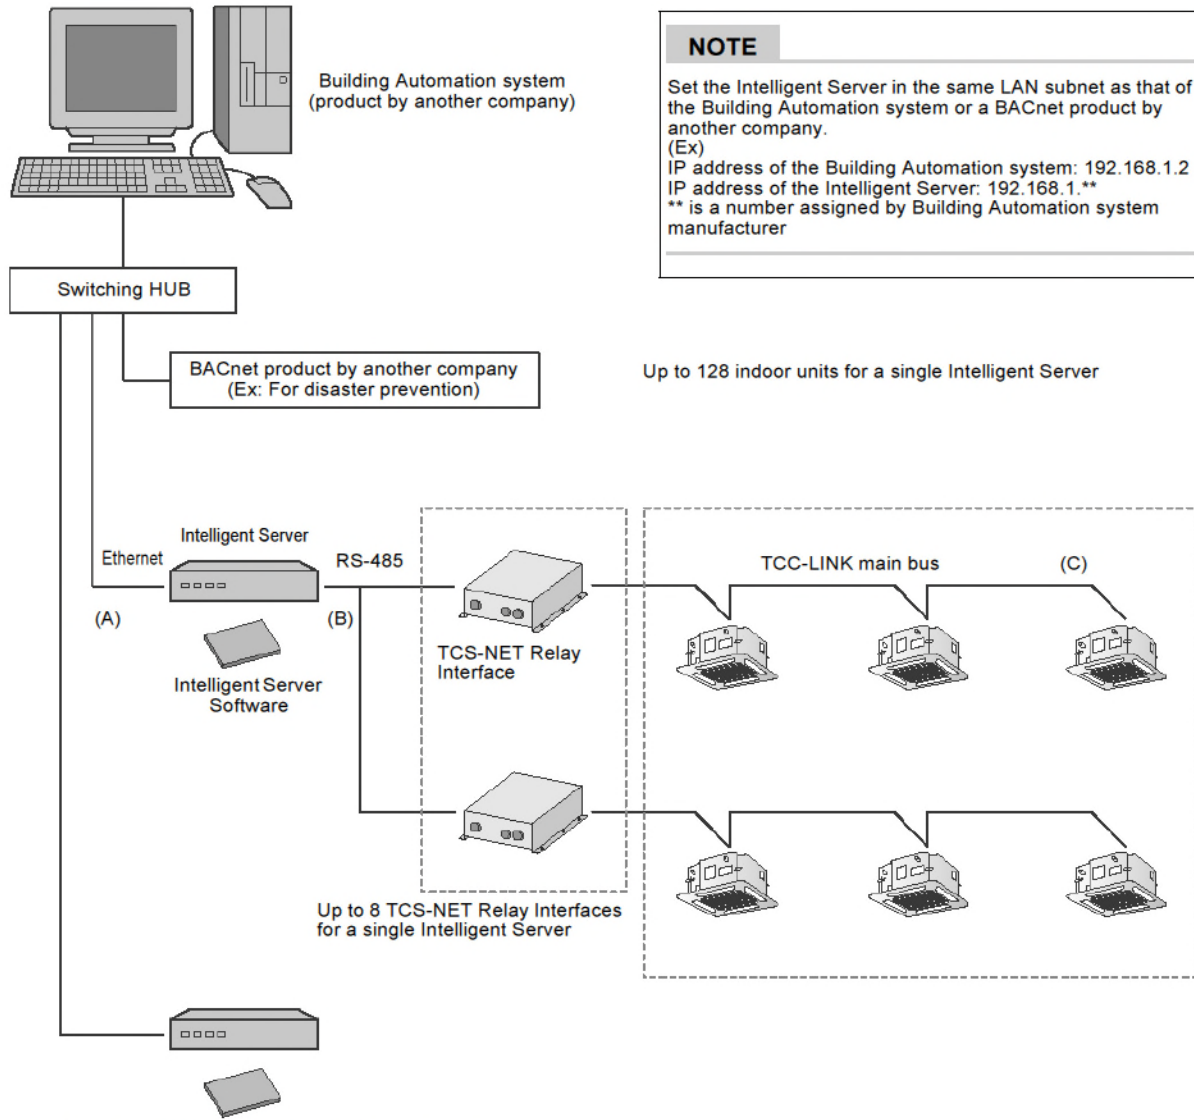 Building Automation system
(product by another company)
NOTE
Set the Intelligent Server in the same LAN subnet as that of
the Building Automation system or a BACnet product by
another company.
(Ex)
IP address of the Building Automation system: 192.168.1.2
IP address of the Intelligent Server: 192.168.1.**
** is a number assigned by Building Automation system
manufacturer
Switching HUB
BACnet product by another company
(Ex: For disaster prevention)
Up to 128 indoor units for a single Intelligent Server
Intelligent Server
Ethernet
RS-485
TCC-LINK main bus
(C)
(A)
(B)
TCS-NET Relay
Interface
Intelligent Server
Software
Up to 8 TCS-NET Relay Interfaces
for a single Intelligent Server